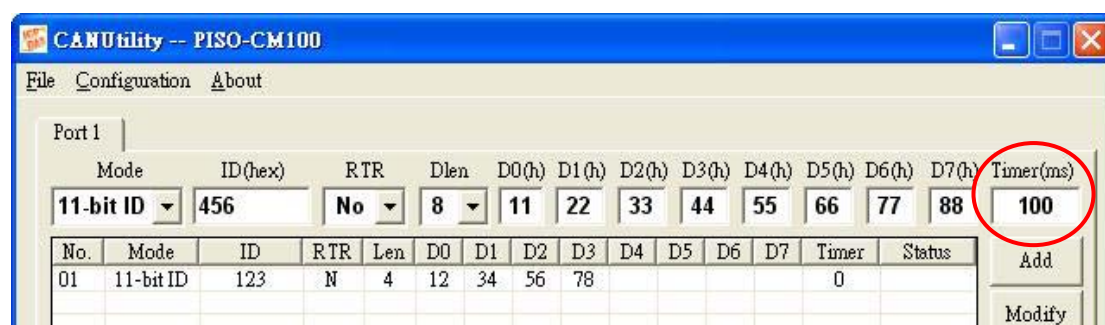 CANUtility -- PISO-CM100
File Configuration About
Port 1
Mode ID(hex) RTR Dlen D0(h) D1(h) D2(h) D3(h) D4(h) D5(h) D6(h) D7(h) Timer(ms)
11-bit ID 456 No 8 11 22 33 44 55 66 77 88 100
No. Mode ID RTR Len D0 D1 D2 D3 D4 D5 D6 D7 Timer Status
Add
01 11-bit ID 123 N 4 12 34 56 78 0
Modify